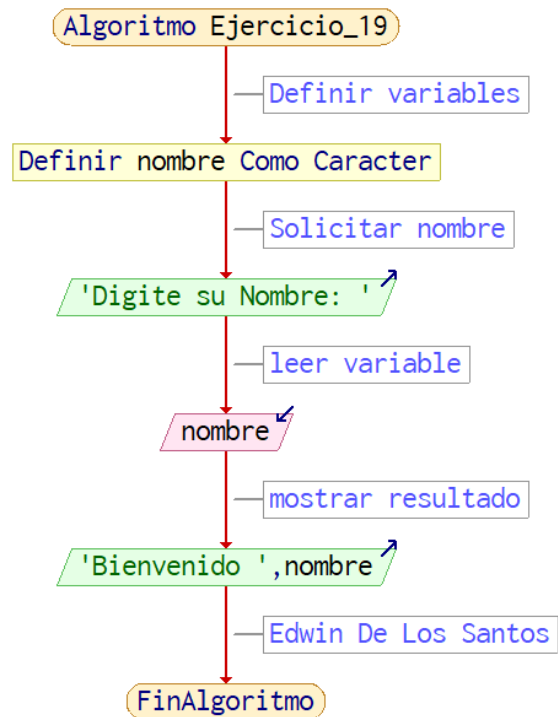 Algoritmo Ejercicio_19
Definir variables
Definir nombre Como Caracter
Solicitar nombre
'Digite su Nombre: '
leer variable
nombre
mostrar resultado
'Bienvenido ',nombre
Edwin De Los Santos
FinAlgoritmo